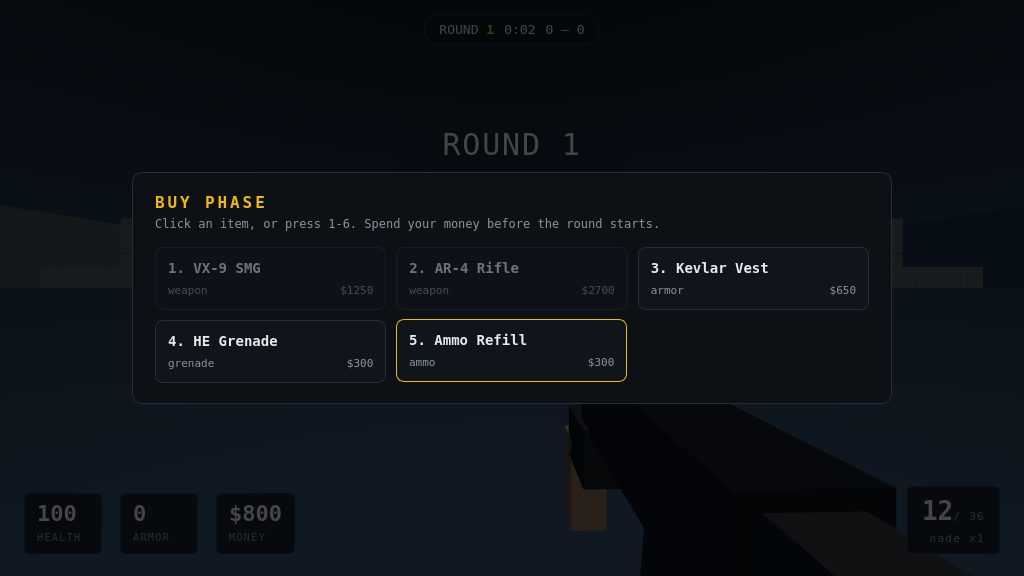 ROUND 1 0:02 0 — 0
ROUND 1
BUY PHASE
Click an item, or press 1-6. Spend your money before the round starts.
1. VX-9 SMG
weapon $1250
2. AR-4 Rifle
weapon $2700
3. Kevlar Vest
armor $650
4. HE Grenade
grenade $300
5. Ammo Refill
ammo $300
100
HEALTH
0
ARMOR
$800
MONEY
12/ 36
nade x1